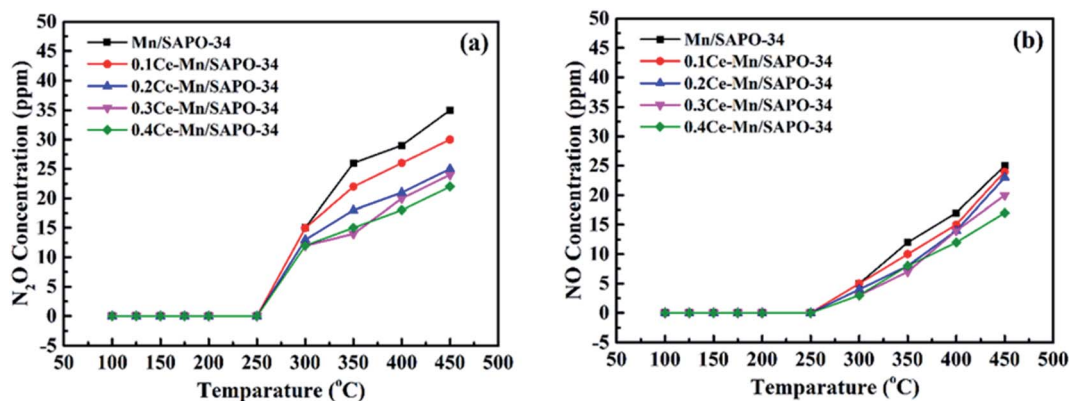 (a)
Mn/SAPO-34
0.1Ce-Mn/SAPO-34
0.2Ce-Mn/SAPO-34
0.3Ce-Mn/SAPO-34
0.4Ce-Mn/SAPO-34
N₂O Concentration (ppm)
50
45
40
35
30
25
20
15
10
5
0
-5
50 100 150 200 250 300 350 400 450 500
Temparature (°C)
(b)
Mn/SAPO-34
0.1Ce-Mn/SAPO-34
0.2Ce-Mn/SAPO-34
0.3Ce-Mn/SAPO-34
0.4Ce-Mn/SAPO-34
NO Concentration (ppm)
50
45
40
35
30
25
20
15
10
5
0
-5
50 100 150 200 250 300 350 400 450 500
Temparature (°C)